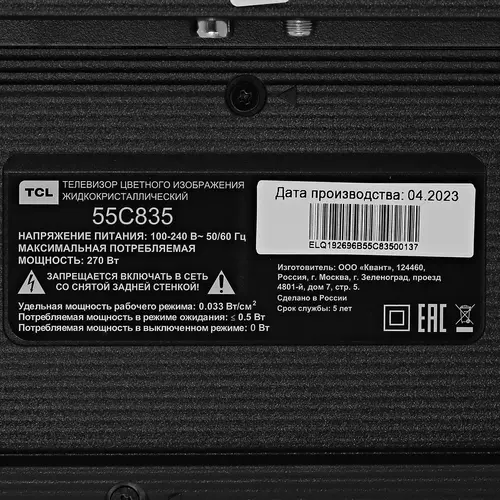 TCL
ТЕЛЕВИЗОР ЦВЕТНОГО ИЗОБРАЖЕНИЯ
ЖИДКОКРИСТАЛЛИЧЕСКИЙ
55C835
НАПРЯЖЕНИЕ ПИТАНИЯ: 100-240 В~ 50/60 Гц
МАКСИМАЛЬНАЯ ПОТРЕБЛЯЕМАЯ
МОЩНОСТЬ: 270 Вт
ЗАПРЕЩАЕТСЯ ВКЛЮЧАТЬ В СЕТЬ
СО СНЯТОЙ ЗАДНЕЙ СТЕНКОЙ!
Удельная мощность рабочего режима: 0.033 Вт/см²
Потребляемая мощность в режиме ожидания: ≤ 0.5 Вт
Потребляемая мощность в выключенном режиме: 0 Вт
Дата производства: 04.2023
ELQ192696B55C83500137
Изготовитель: ООО «Квант», 124460,
Россия, г. Москва, г. Зеленоград, проезд
4801-й, дом 7, стр. 5.
Сделано в России
Срок службы: 5 лет
EAC